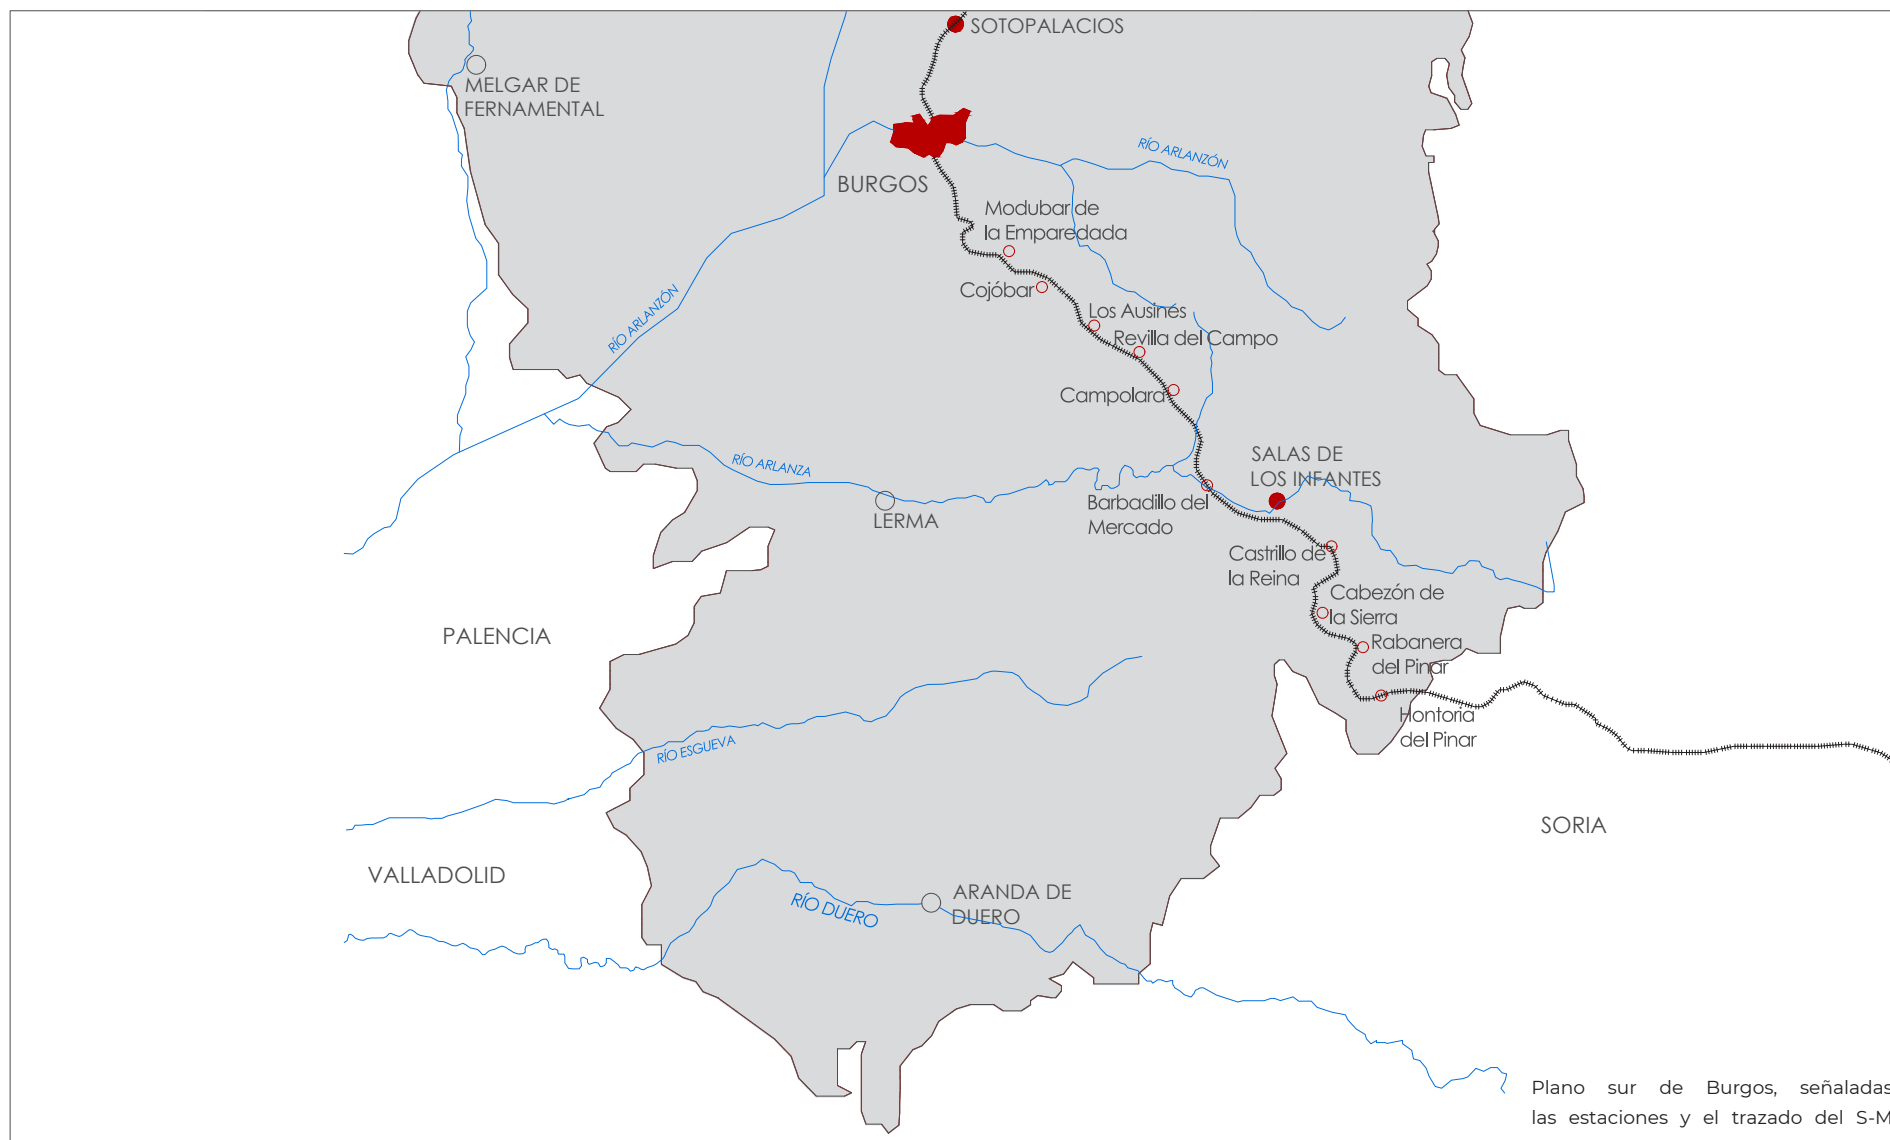 SOTOPALACIOS
MELGAR DE
FERNAMENTAL
RÍO ARLANZÓN
BURGOS
Modubar de
la Emparedada
Cojóbar
RÍO ARLANZÓN
Los Ausines
Revilla del Campo
Campolara
SALAS DE
LOS INFANTES
RÍO ARLANZA
LERMA
Barbadillo del
Mercado
Castrillo de
la Reina
Cabezón de
la Sierra
PALENCIA
Rabanera
del Pinar
Hontoria
del Pinar
RÍO ESGUEVA
SORIA
VALLADOLID
RÍO DUERO
ARANDA DE
DUERO
Plano sur de Burgos, señaladas
las estaciones y el trazado del S-M